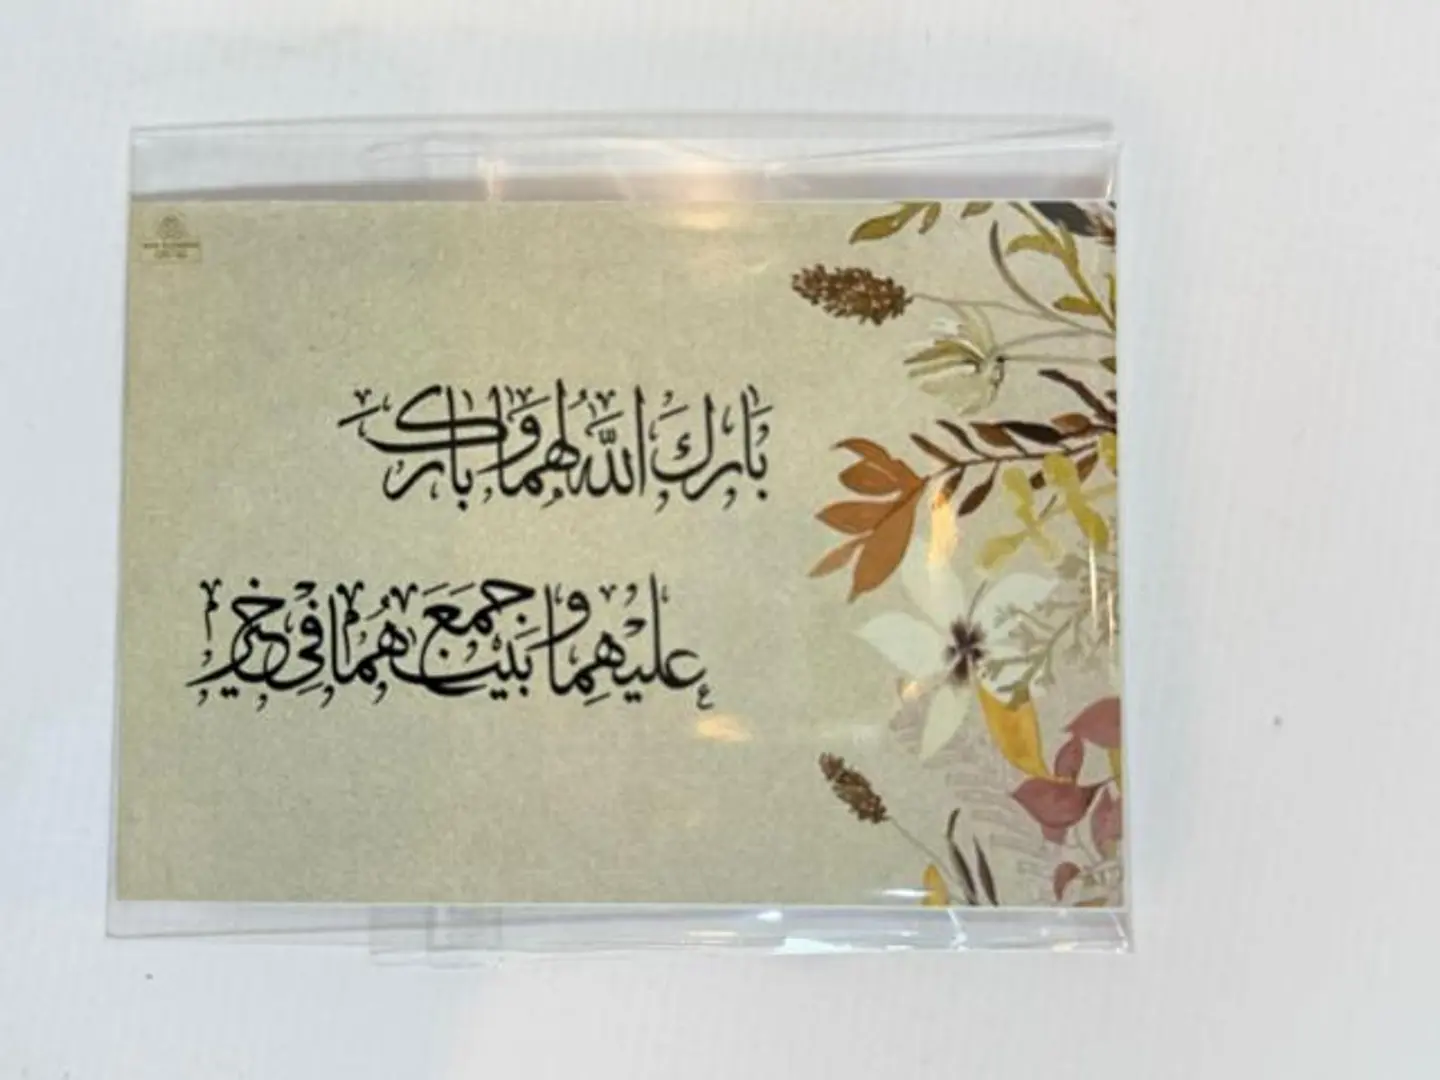 بارك الله لهما وبارك
عليهما وجمع بينهما في خير